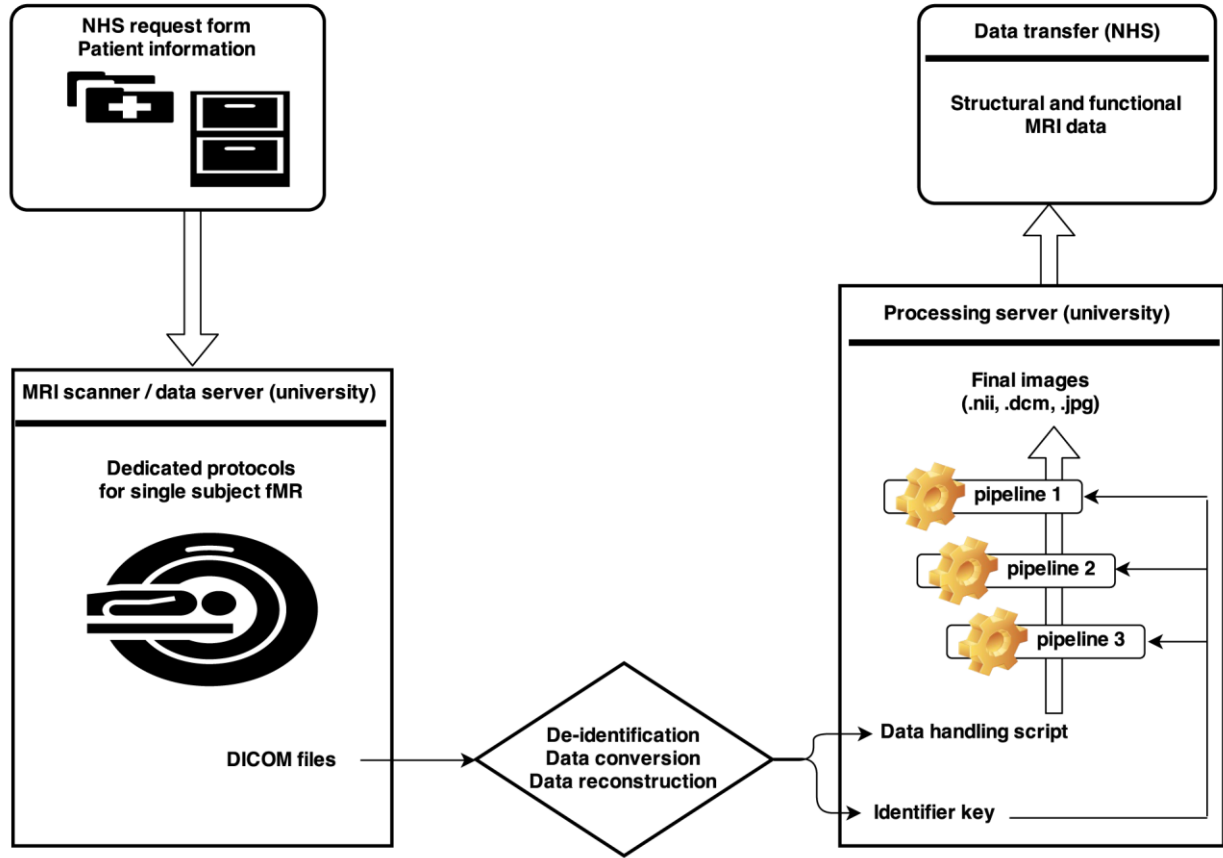 NHS request form
Patient information
MRI scanner / data server (university)
Dedicated protocols
for single subject fMR
DICOM files
De-identification
Data conversion
Data reconstruction
Data transfer (NHS)
Structural and functional
MRI data
Processing server (university)
Final images
(.nii, .dcm, .jpg)
pipeline 1
pipeline 2
pipeline 3
Data handling script
Identifier key